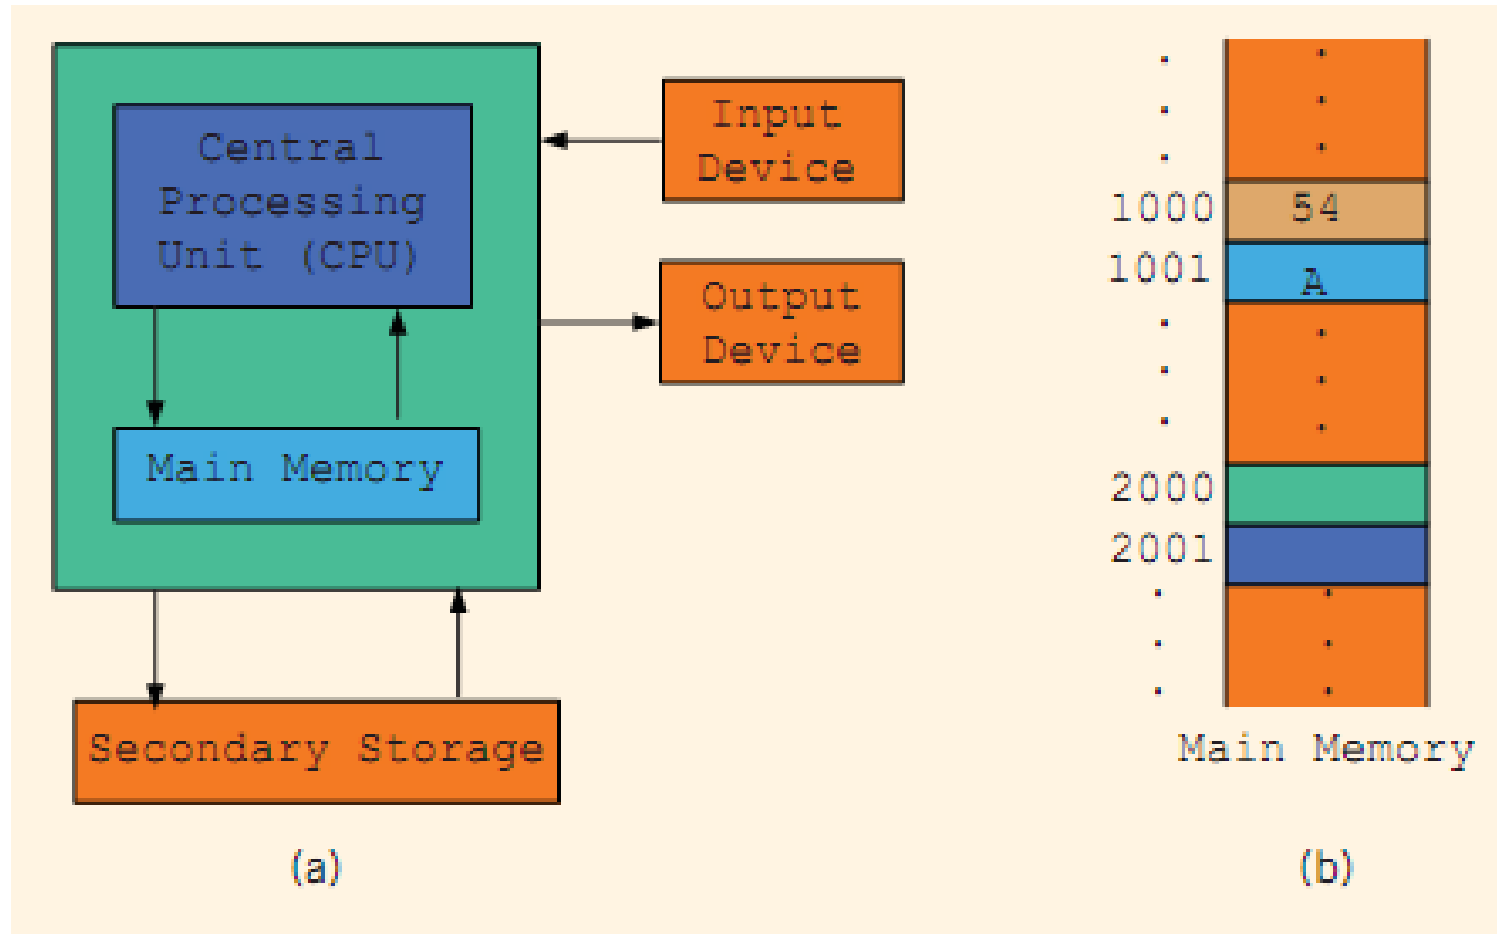 Central
Processing
Unit (CPU)
Main Memory
Secondary Storage
Input
Device
Output
Device
(a)
1000 54
1001 A
2000
2001
Main Memory
(b)